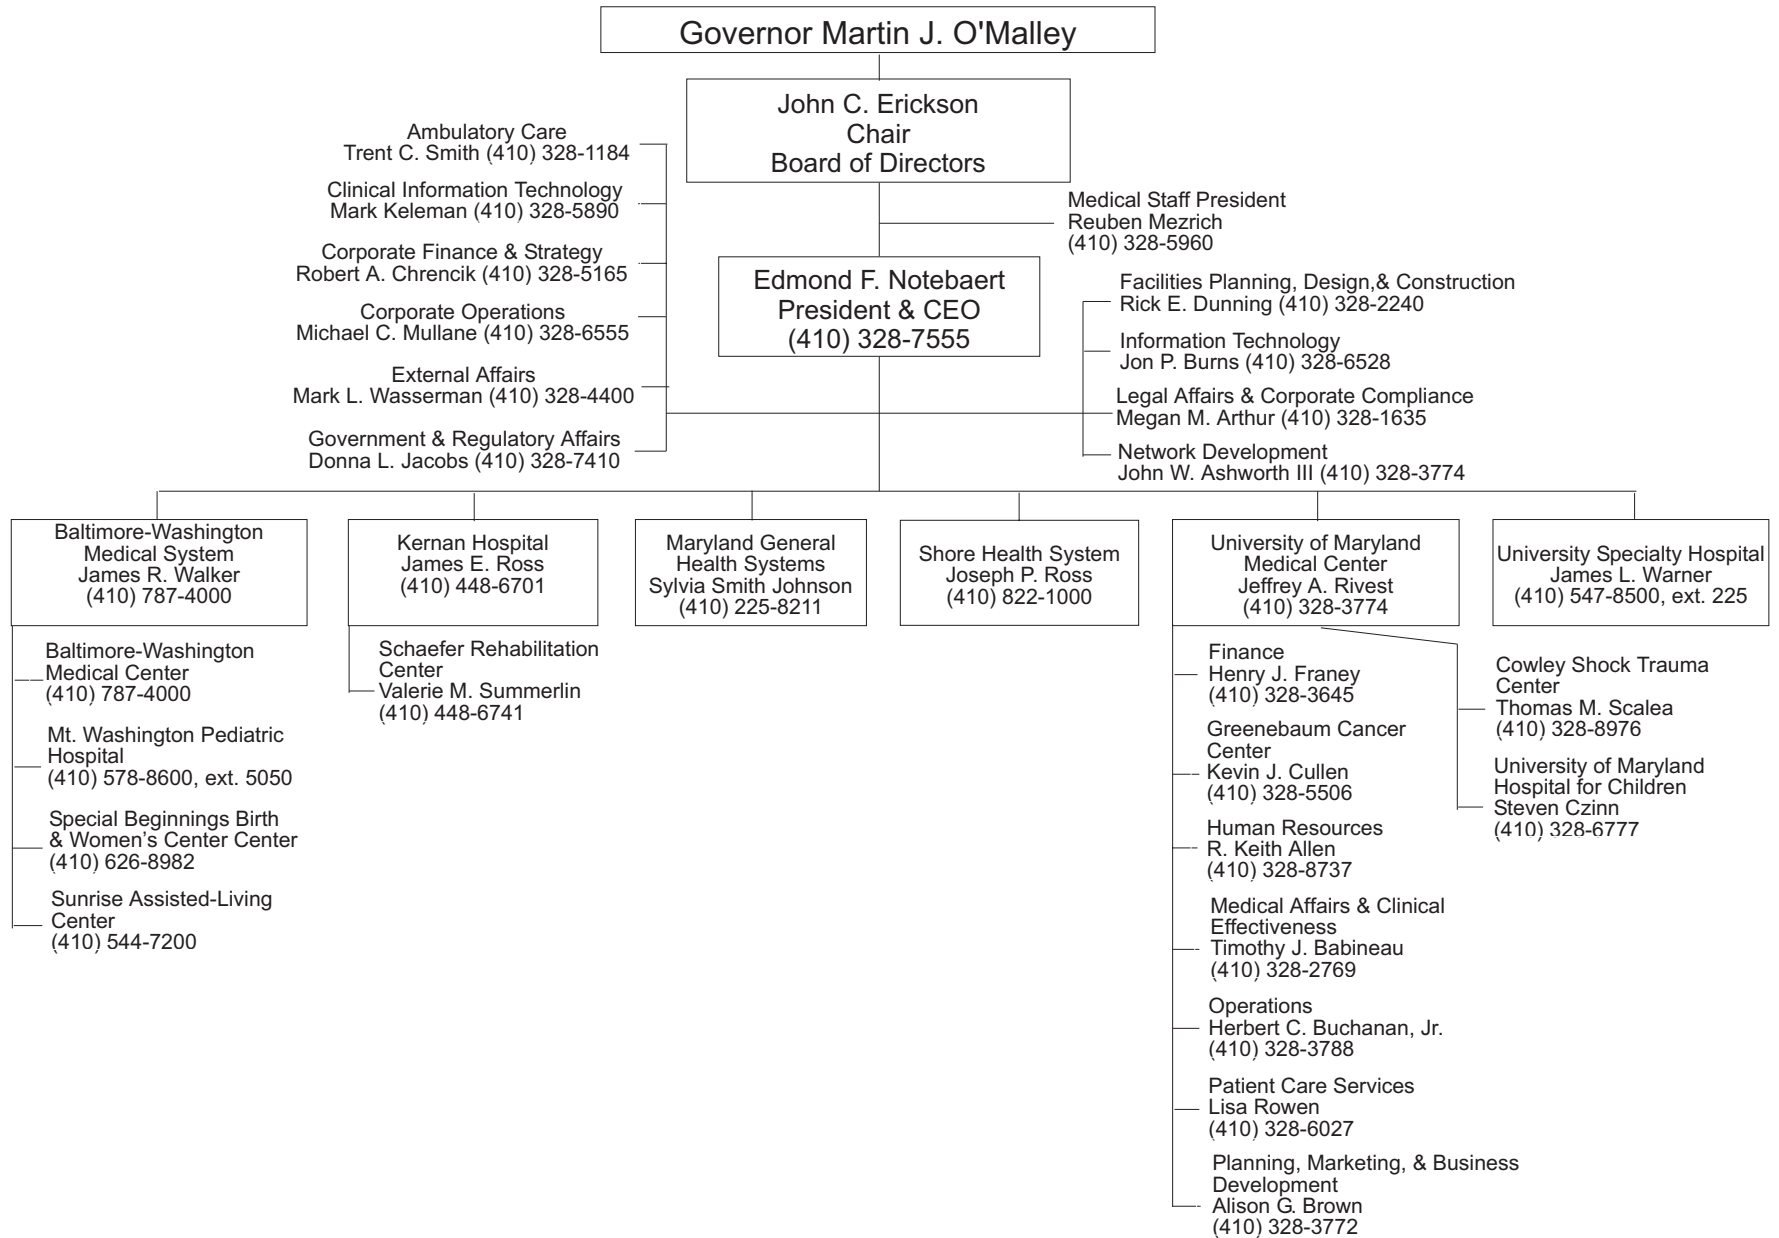 Governor Martin J. O'Malley
John C. Erickson
Chair
Board of Directors
Ambulatory Care
Trent C. Smith (410) 328-1184
Clinical Information Technology
Mark Keleman (410) 328-5890
Corporate Finance & Strategy
Robert A. Chrencik (410) 328-5165
Corporate Operations
Michael C. Mullane (410) 328-6555
External Affairs
Mark L. Wasserman (410) 328-4400
Government & Regulatory Affairs
Donna L. Jacobs (410) 328-7410
Medical Staff President
Reuben Mezrich
(410) 328-5960
Edmond F. Notebaert
President & CEO
(410) 328-7555
Facilities Planning, Design,& Construction
Rick E. Dunning (410) 328-2240
Information Technology
Jon P. Burns (410) 328-6528
Legal Affairs & Corporate Compliance
Megan M. Arthur (410) 328-1635
Network Development
John W. Ashworth III (410) 328-3774
Baltimore-Washington
Medical System
James R. Walker
(410) 787-4000
Kernan Hospital
James E. Ross
(410) 448-6701
Maryland General
Health Systems
Sylvia Smith Johnson
(410) 225-8211
Shore Health System
Joseph P. Ross
(410) 822-1000
University of Maryland
Medical Center
Jeffrey A. Rivest
(410) 328-3774
University Specialty Hospital
James L. Warner
(410) 547-8500, ext. 225
Baltimore-Washington
Medical Center
(410) 787-4000
Mt. Washington Pediatric
Hospital
(410) 578-8600, ext. 5050
Special Beginnings Birth
& Women’s Center Center
(410) 626-8982
Sunrise Assisted-Living
Center
(410) 544-7200
Schaefer Rehabilitation
Center
Valerie M. Summerlin
(410) 448-6741
Finance
Henry J. Franey
(410) 328-3645
Greenebaum Cancer
Center
Kevin J. Cullen
(410) 328-5506
Human Resources
R. Keith Allen
(410) 328-8737
Medical Affairs & Clinical
Effectiveness
Timothy J. Babineau
(410) 328-2769
Operations
Herbert C. Buchanan, Jr.
(410) 328-3788
Patient Care Services
Lisa Rowen
(410) 328-6027
Planning, Marketing, & Business
Development
Alison G. Brown
(410) 328-3772
Cowley Shock Trauma
Center
Thomas M. Scalea
(410) 328-8976
University of Maryland
Hospital for Children
Steven Czinn
(410) 328-6777